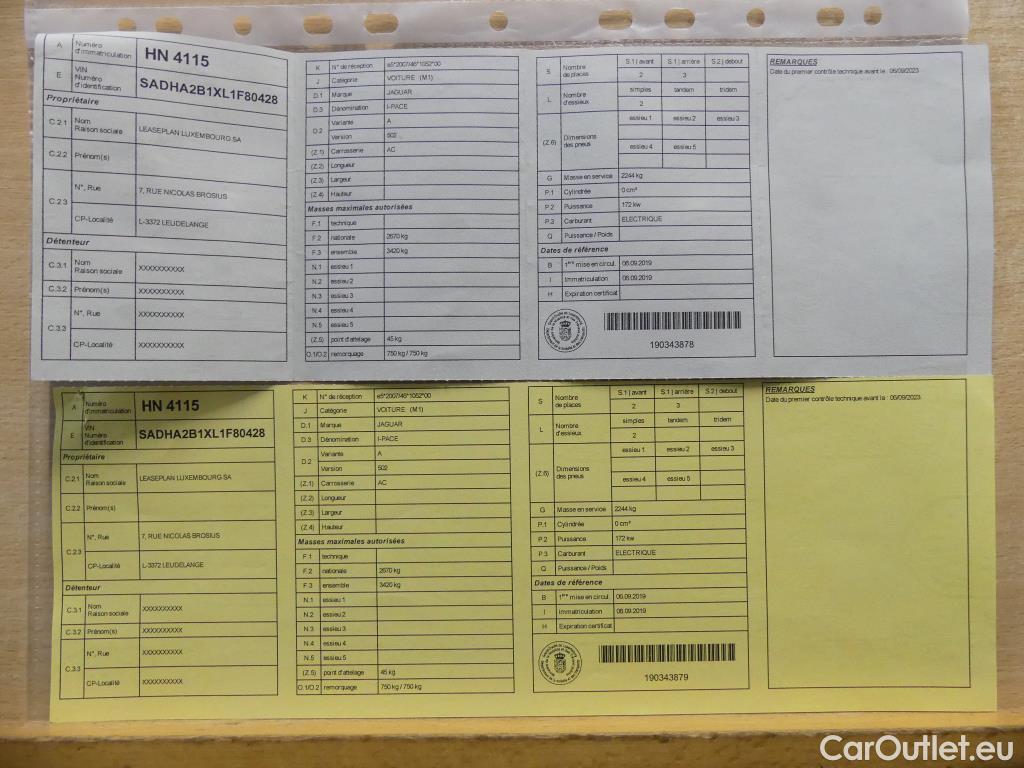 A Numéro d'immatriculation HN 4115
E VIN Numéro d'identification SADHA2B1XL1F80428
Propriétaire
C.2.1 Nom Raison sociale LEASEPLAN LUXEMBOURG SA
C.2.2 Prénom(s)
C.2.3 N°, Rue 7, RUE NICOLAS BROSIUS
CP-Localité L-3372 LEUDELANGE
Détenteur
C.3.1 Nom Raison sociale XXXXXXXXXX
C.3.2 Prénom(s) XXXXXXXXXX
C.3.3 N°, Rue XXXXXXXXXX
CP-Localité XXXXXXXXXX
K N° de réception e5*2007/46*1052*00
J Catégorie VOITURE (M1)
D.1 Marque JAGUAR
D.3 Dénomination I-PACE
D.2 Variante A
Version 502
(Z.1) Carrosserie AC
(Z.2) Longueur
(Z.3) Largeur
(Z.4) Hauteur
Masses maximales autorisées
F.1 technique
F.2 nationale 2670 kg
F.3 ensemble 3420 kg
N.1 essieu 1
N.2 essieu 2
N.3 essieu 3
N.4 essieu 4
N.5 essieu 5
(Z.5) point d'attelage 45 kg
O.1/O.2 remorquage 750 kg / 750 kg
S Nombre de places S.1 | avant S.1 | arrière S.2 | debout
2 3
L Nombre d'essieux simples tandem tridem
2
(Z.6) Dimensions des pneus essieu 1 essieu 2 essieu 3
essieu 4 essieu 5
G Masse en service 2244 kg
P.1 Cylindrée 0 cm³
P.2 Puissance 172 kw
P.3 Carburant ELECTRIQUE
Q Puissance / Poids
Dates de référence
B 1ère mise en circul. 06.09.2019
I Immatriculation 06.09.2019
H Expiration certificat
190343878
REMARQUES
Date du premier contrôle technique avant le : 06/09/2023
A Numéro d'immatriculation HN 4115
E VIN Numéro d'identification SADHA2B1XL1F80428
Propriétaire
C.2.1 Nom Raison sociale LEASEPLAN LUXEMBOURG SA
C.2.2 Prénom(s)
C.2.3 N°, Rue 7, RUE NICOLAS BROSIUS
CP-Localité L-3372 LEUDELANGE
Détenteur
C.3.1 Nom Raison sociale XXXXXXXXXX
C.3.2 Prénom(s) XXXXXXXXXX
C.3.3 N°, Rue XXXXXXXXXX
CP-Localité XXXXXXXXXX
K N° de réception e5*2007/46*1052*00
J Catégorie VOITURE (M1)
D.1 Marque JAGUAR
D.3 Dénomination I-PACE
D.2 Variante A
Version 502
(Z.1) Carrosserie AC
(Z.2) Longueur
(Z.3) Largeur
(Z.4) Hauteur
Masses maximales autorisées
F.1 technique
F.2 nationale 2670 kg
F.3 ensemble 3420 kg
N.1 essieu 1
N.2 essieu 2
N.3 essieu 3
N.4 essieu 4
N.5 essieu 5
(Z.5) point d'attelage 45 kg
O.1/O.2 remorquage 750 kg / 750 kg
S Nombre de places S.1 | avant S.1 | arrière S.2 | debout
2 3
L Nombre d'essieux simples tandem tridem
2
(Z.6) Dimensions des pneus essieu 1 essieu 2 essieu 3
essieu 4 essieu 5
G Masse en service 2244 kg
P.1 Cylindrée 0 cm³
P.2 Puissance 172 kw
P.3 Carburant ELECTRIQUE
Q Puissance / Poids
Dates de référence
B 1ère mise en circul. 06.09.2019
I Immatriculation 06.09.2019
H Expiration certificat
190343879
REMARQUES
Date du premier contrôle technique avant le : 06/09/2023
CarOutlet.eu